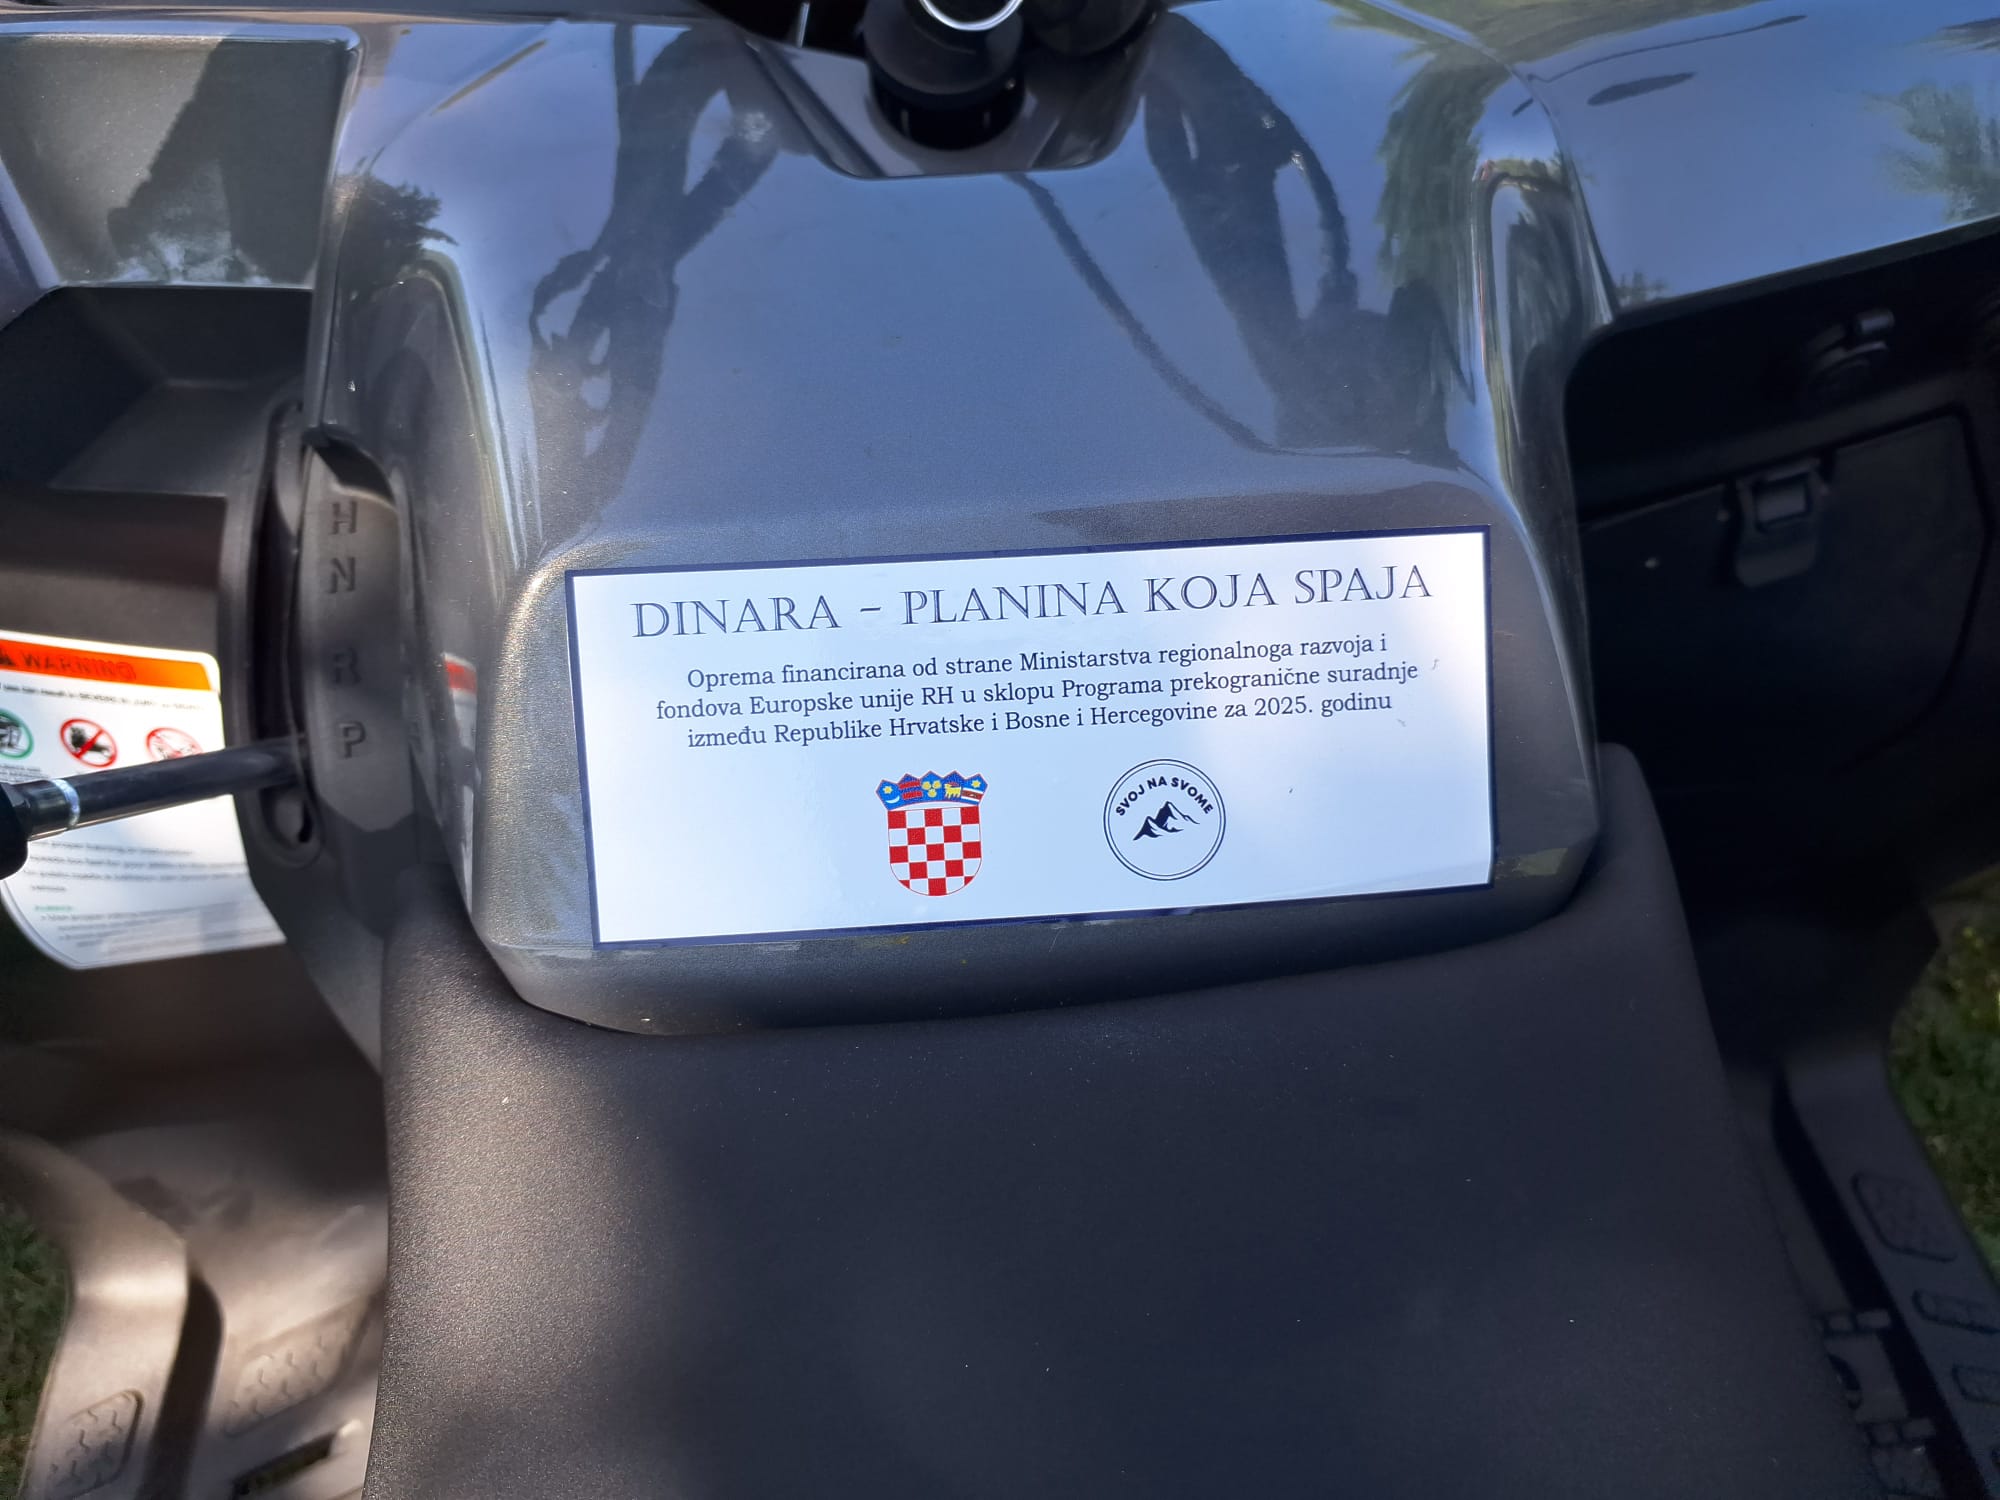 DINARA – PLANINA KOJA SPAJA
Oprema financirana od strane Ministarstva regionalnoga razvoja i
fondova Europske unije RH u sklopu Programa prekogranične suradnje
između Republike Hrvatske i Bosne i Hercegovine za 2025. godinu
SVOJ NA SVOME
H
N
R
P
WARNING